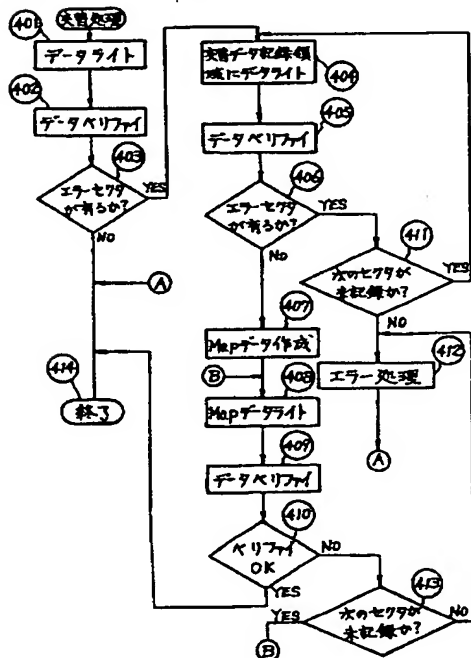 401
交替処理
データライト
402
データベリファイ
403
エラーセクタ
が有るか?
YES
NO
A
414
終了
交替データ記録領
域にデータライト
404
データベリファイ
405
406
エラーセクタ
が有るか?
YES
NO
411
次のセクタが
未記録か?
YES
NO
407
Mapデータ作成
B
408
Mapデータライト
412
エラー処理
A
409
データベリファイ
410
ベリファイ
OK
NO
YES
413
次のセクタが
未記録か?
YES
NO
B